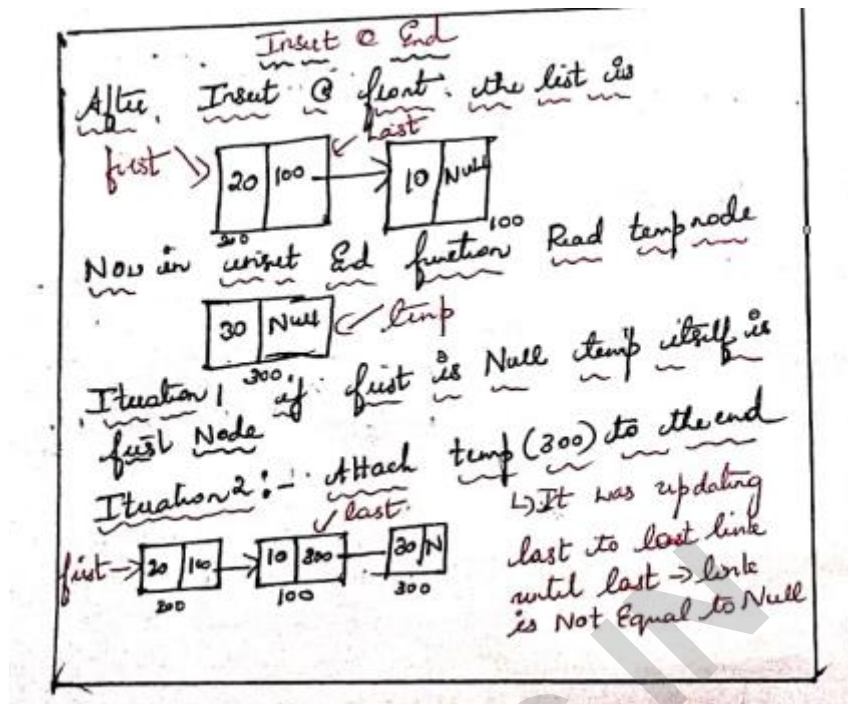 Insert @ End
After, Insert @ front. the list is
first Last
20 100 10 NULL
200 100
Now in insert End function Read temp node
30 Null temp
300
Iteration 1 if first is Null temp itself is
first Node
Iteration 2 :- Attach temp (300) to the end
↳ It was updating
last to last link
until last → link
is Not Equal to Null
last
first → 20 100 10 300 30 N
200 100 300
IN